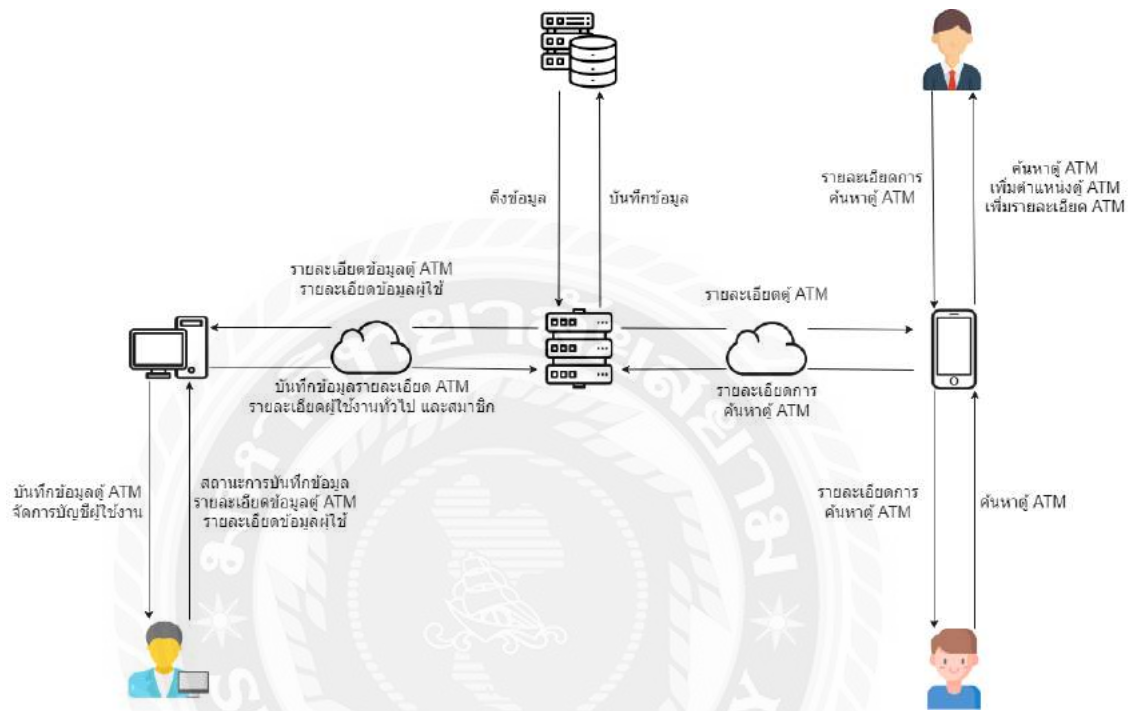 รายละเอียดการ
ค้นหาตู้ ATM
ค้นหาตู้ ATM
เพิ่มตำแหน่งตู้ ATM
เพิ่มรายละเอียด ATM
ดึงข้อมูล
บันทึกข้อมูล
รายละเอียดข้อมูลตู้ ATM
รายละเอียดข้อมูลผู้ใช้
รายละเอียดตู้ ATM
บันทึกข้อมูลรายละเอียด ATM
รายละเอียดผู้ใช้งานทั่วไป และสมาชิก
รายละเอียดการ
ค้นหาตู้ ATM
บันทึกข้อมูลตู้ ATM
จัดการบัญชีผู้ใช้งาน
สถานะการบันทึกข้อมูล
รายละเอียดข้อมูลตู้ ATM
รายละเอียดข้อมูลผู้ใช้
รายละเอียดการ
ค้นหาตู้ ATM
ค้นหาตู้ ATM
มหาวิทยาลัยสยาม